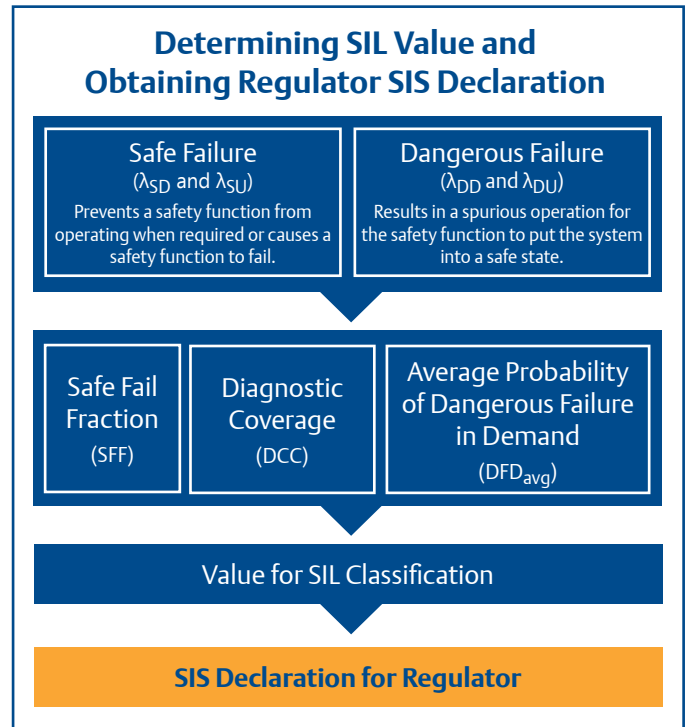 Determining SIL Value and
Obtaining Regulator SIS Declaration
Safe Failure
(λSD and λSU)
Prevents a safety function from
operating when required or causes a
safety function to fail.
Dangerous Failure
(λDD and λDU)
Results in a spurious operation for
the safety function to put the system
into a safe state.
Safe Fail
Fraction
(SFF)
Diagnostic
Coverage
(DCC)
Average Probability
of Dangerous Failure
in Demand
(DFDavg)
Value for SIL Classification
SIS Declaration for Regulator